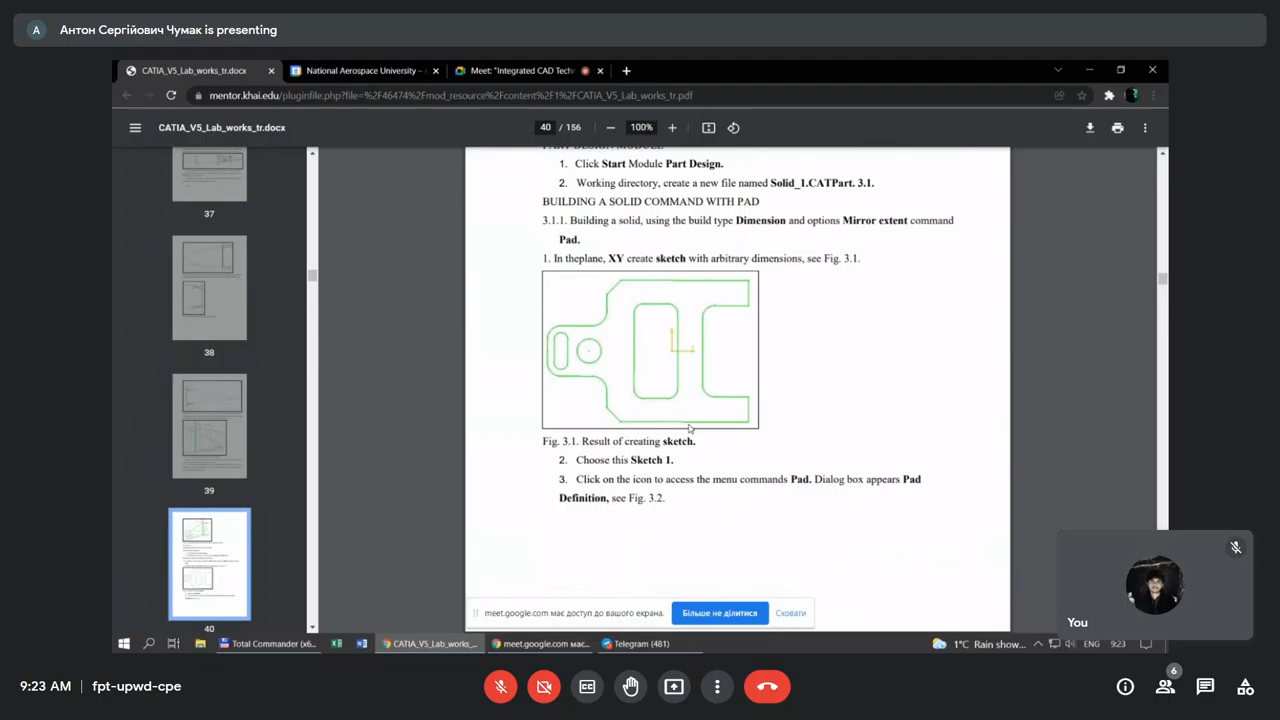 A Антон Сергійович Чумак is presenting
CATIA_V5_Lab_works_tr.docx
National Aerospace University –
Meet: "Integrated CAD Techn
mentor.khai.edu/pluginfile.php?file=%2F46474%2Fmod_resource%2Fcontent%2F1%2FCATIA_V5_Lab_works_tr.pdf
CATIA_V5_Lab_works_tr.docx
40 / 156
100%
1. Click Start Module Part Design.
2. Working directory, create a new file named Solid_1.CATPart. 3.1.
BUILDING A SOLID COMMAND WITH PAD
3.1.1. Building a solid, using the build type Dimension and options Mirror extent command
Pad.
1. In theplane, XY create sketch with arbitrary dimensions, see Fig. 3.1.
Fig. 3.1. Result of creating sketch.
2. Choose this Sketch 1.
3. Click on the icon to access the menu commands Pad. Dialog box appears Pad
Definition, see Fig. 3.2.
37
38
39
40
meet.google.com має доступ до вашого екрана.
Більше не ділитися
Сховати
You
Total Commander (x6...
CATIA_V5_Lab_works_...
meet.google.com має...
Telegram (481)
1°C Rain show...
ENG
9:23
9:23 AM | fpt-upwd-cpe
6